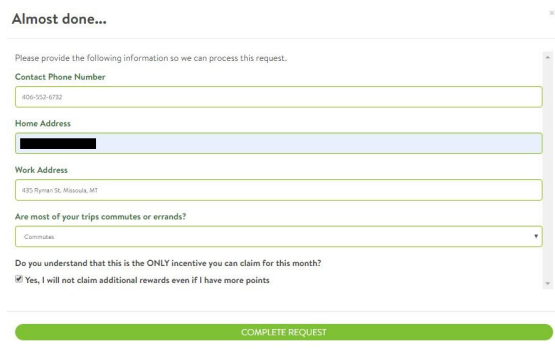 Almost done...
×
Please provide the following information so we can process this request.
Contact Phone Number
406-552-6732
Home Address
Work Address
435 Ryman St. Missoula, MT
Are most of your trips commutes or errands?
Commutes
Do you understand that this is the ONLY incentive you can claim for this month?
Yes, I will not claim additional rewards even if I have more points
COMPLETE REQUEST